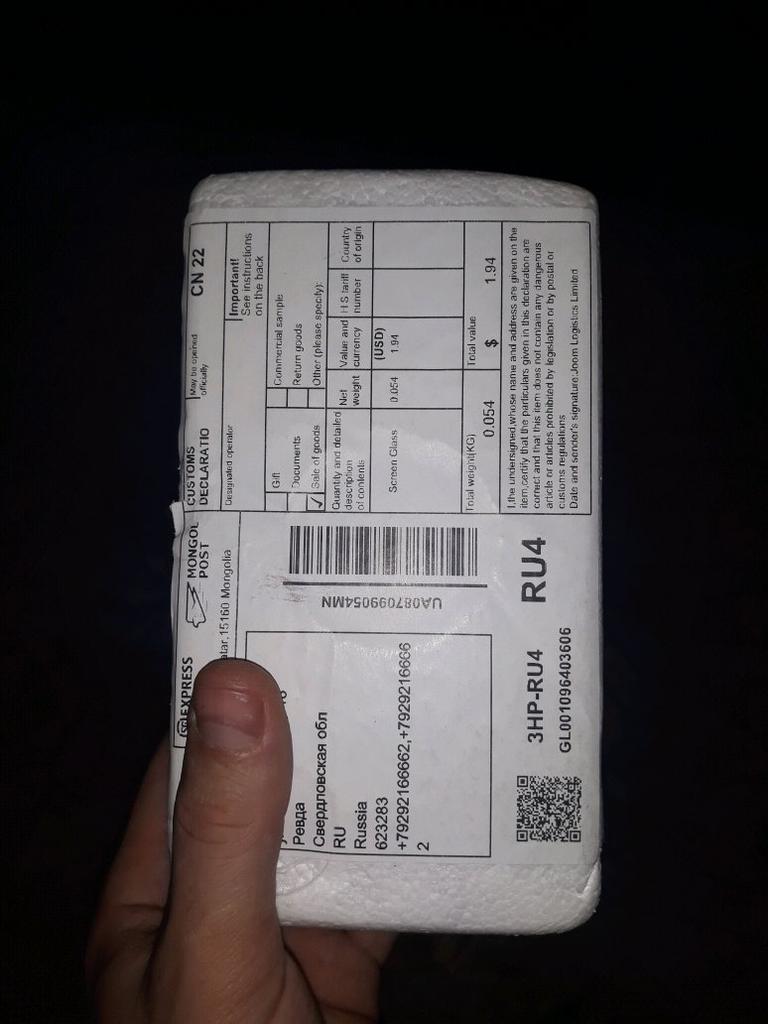 EXPRESS
MONGOL
POST
atar,15160 Mongolia
CUSTOMS
DECLARATIO
May be opened
officially
CN 22
Designated operator
Important!
See instructions
on the back
Gift
Commercial sample
Documents
Return goods
✓ Sale of goods
Other (please specify):
Quantity and detailed
description
of contents
Net
weight
Value and
currency
H S tariff
number
Country
of origin
(USD)
Screen Glass
0.054
1.94
Total weight(KG)
Total value
0.054
$ 1.94
I,the undersigned,whose name and address are given on the
item,certify that the particulars given in this declaration are
correct and that this item does not contain any dangerous
article or articles prohibited by legislation or by postal or
customs regulations
Date and sender's signature:Joom Logistics Limited
UA087099054MN
Ревда
Свердловская обл
RU
Russia
623283
+79292166662,+7929216666
2
3HP-RU4
RU4
GL001096403606